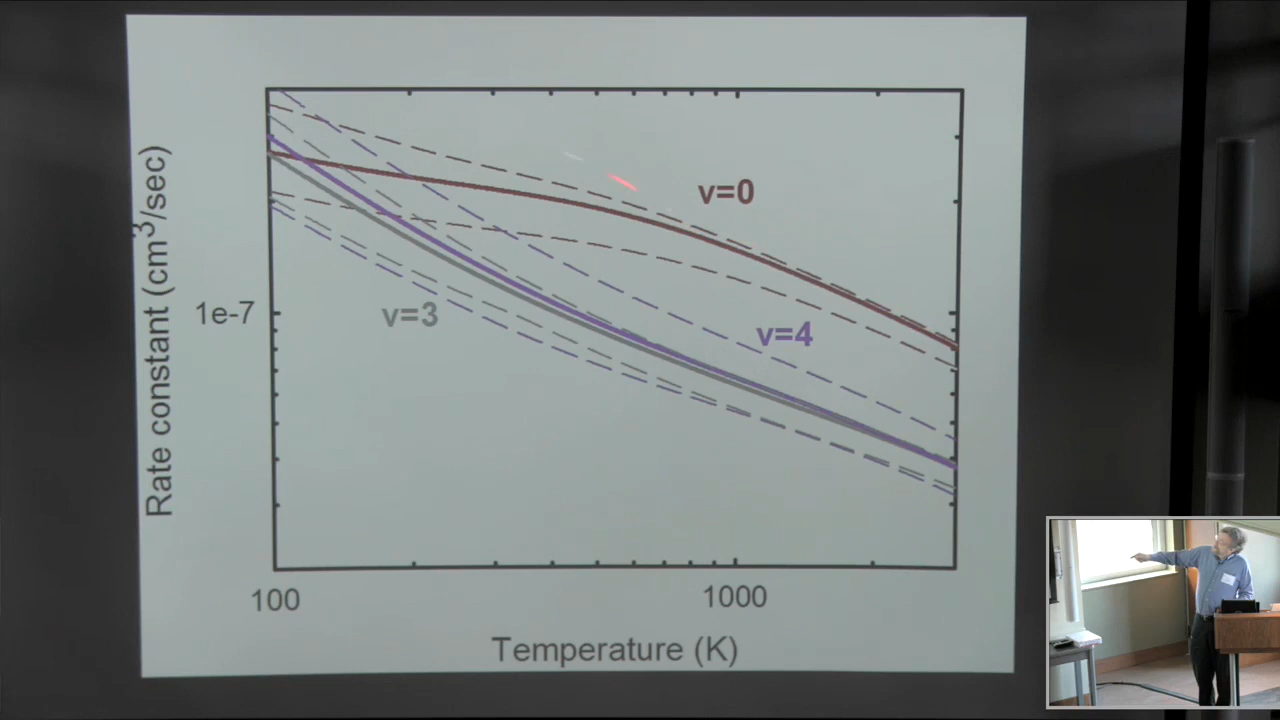 v=0
Rate constant (cm³/sec)
1e-7
v=3
v=4
100
1000
Temperature (K)